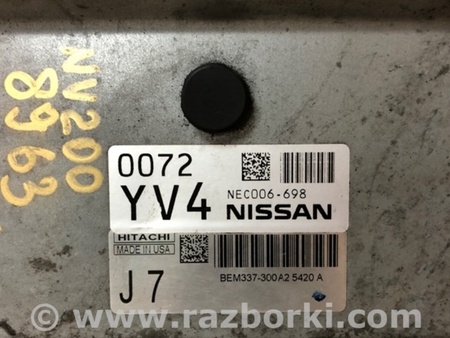 NV200
8963
0072
YV4
NEC006-698
NISSAN
HITACHI
MADE IN USA
J7
BEM337-300A2 5420 A
© www.razborki.com